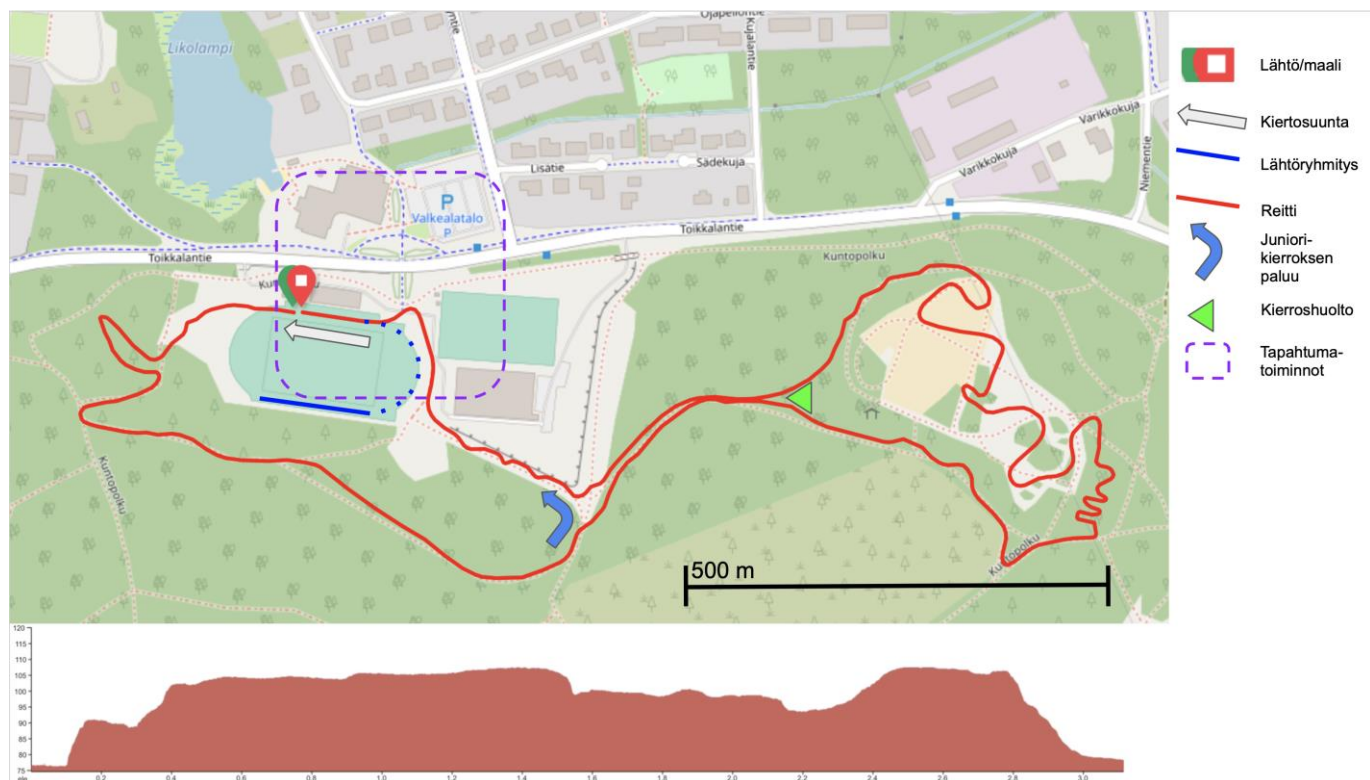 Likolampi
Ojapellontie
Kujalantie
Varikkokuja
Varikkokuja
Niementie
Lisätie
Sädekuja
P
Valkealatalo
P
Toikkalantie
Toikkalantie
Kuntopolku
Kuntopolku
Kuntopolku
500 m
Lähtö/maali
Kiertosuunta
Lähtöryhmitys
Reitti
Juniori-
kierroksen
paluu
Kierroshuolto
Tapahtuma-
toiminnot
120
115
110
105
100
95
90
85
80
75
0.2
0.4
0.6
0.8
1.0
1.2
1.4
1.6
1.8
2.0
2.2
2.4
2.6
2.8
3.0